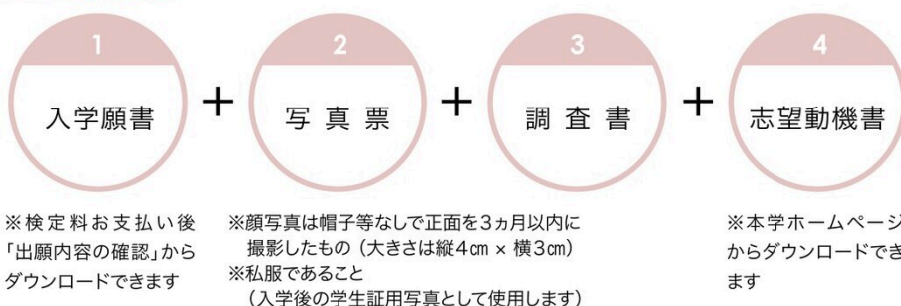 1
入学願書
+
2
写真票
+
3
調査書
+
4
志望動機書
※検定料お支払い後
「出願内容の確認」から
ダウンロードできます
※顔写真は帽子等なしで正面を3ヵ月以内に
撮影したもの（大きさは縦4㎝ × 横3㎝）
※私服であること
（入学後の学生証用写真として使用します）
※本学ホームページ
からダウンロードでき
ます